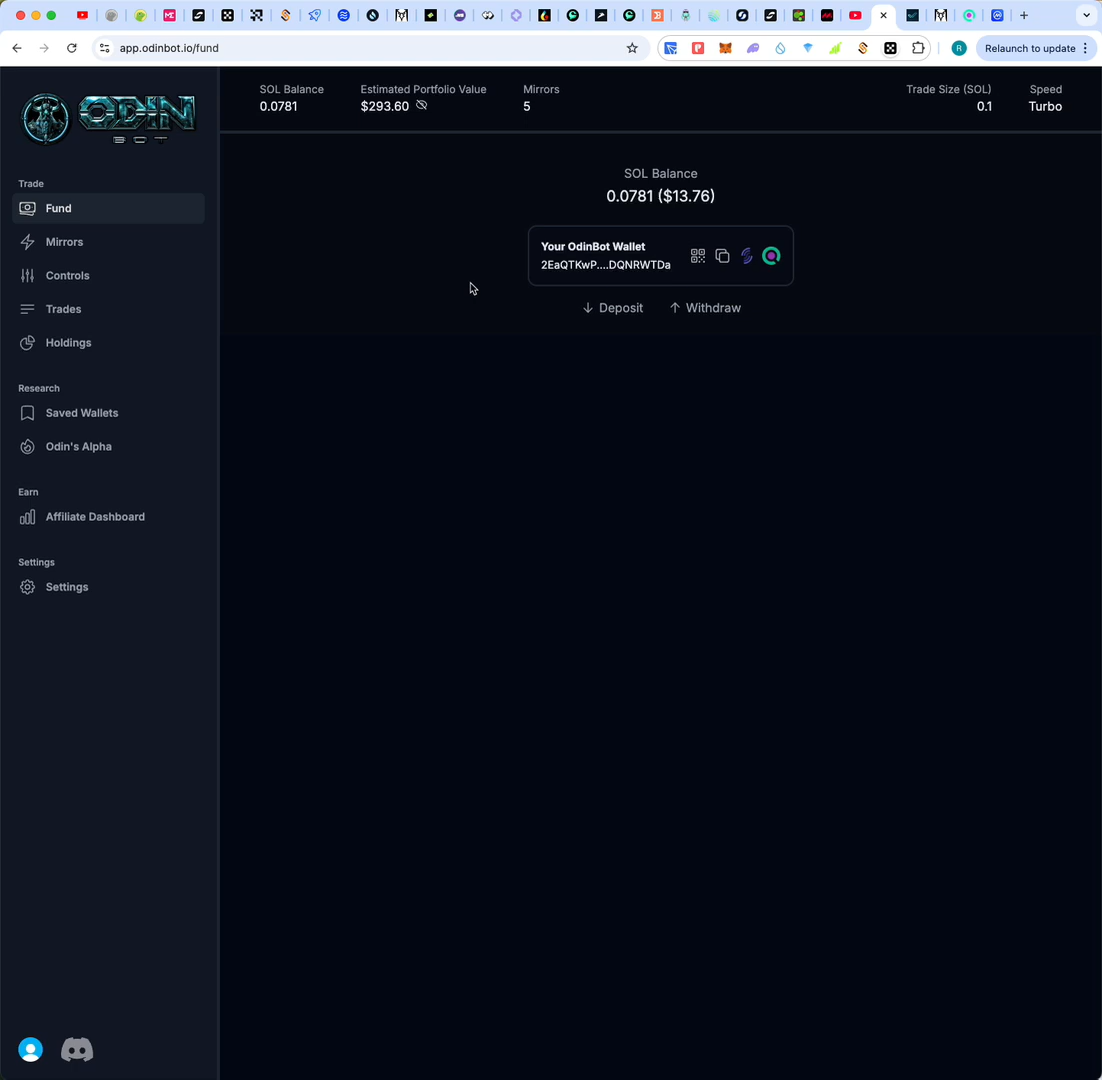 app.odinbot.io/fund
R
Relaunch to update
ODIN
BOT
SOL Balance
0.0781
Estimated Portfolio Value
$293.60
Mirrors
5
Trade Size (SOL)
0.1
Speed
Turbo
Trade
Fund
Mirrors
Controls
Trades
Holdings
Research
Saved Wallets
Odin's Alpha
Earn
Affiliate Dashboard
Settings
Settings
SOL Balance
0.0781 ($13.76)
Your OdinBot Wallet
2EaQTKwP....DQNRWTDa
Deposit
Withdraw